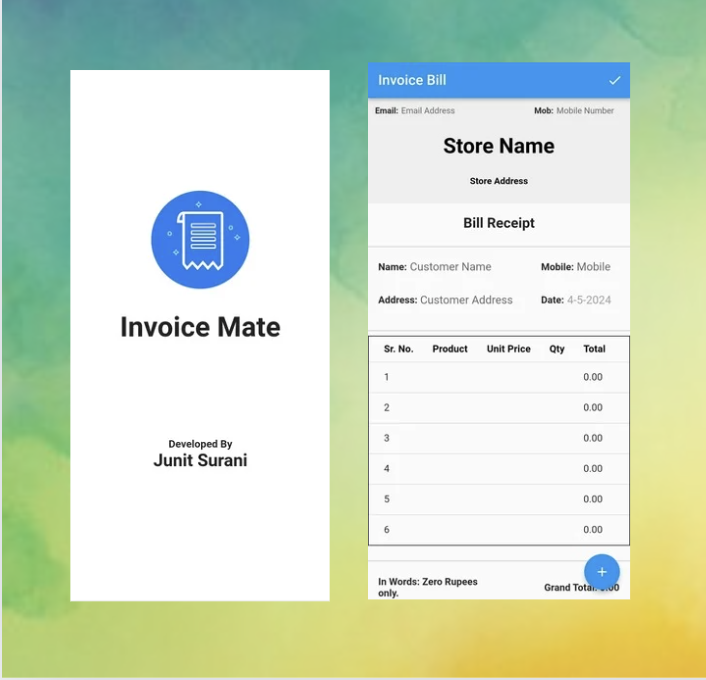 Invoice Mate
Developed By
Junit Surani
Invoice Bill
Email: Email Address Mob: Mobile Number
Store Name
Store Address
Bill Receipt
Name: Customer Name Mobile: Mobile
Address: Customer Address Date: 4-5-2024
Sr. No. Product Unit Price Qty Total
1 0.00
2 0.00
3 0.00
4 0.00
5 0.00
6 0.00
In Words: Zero Rupees
only.
Grand Total: